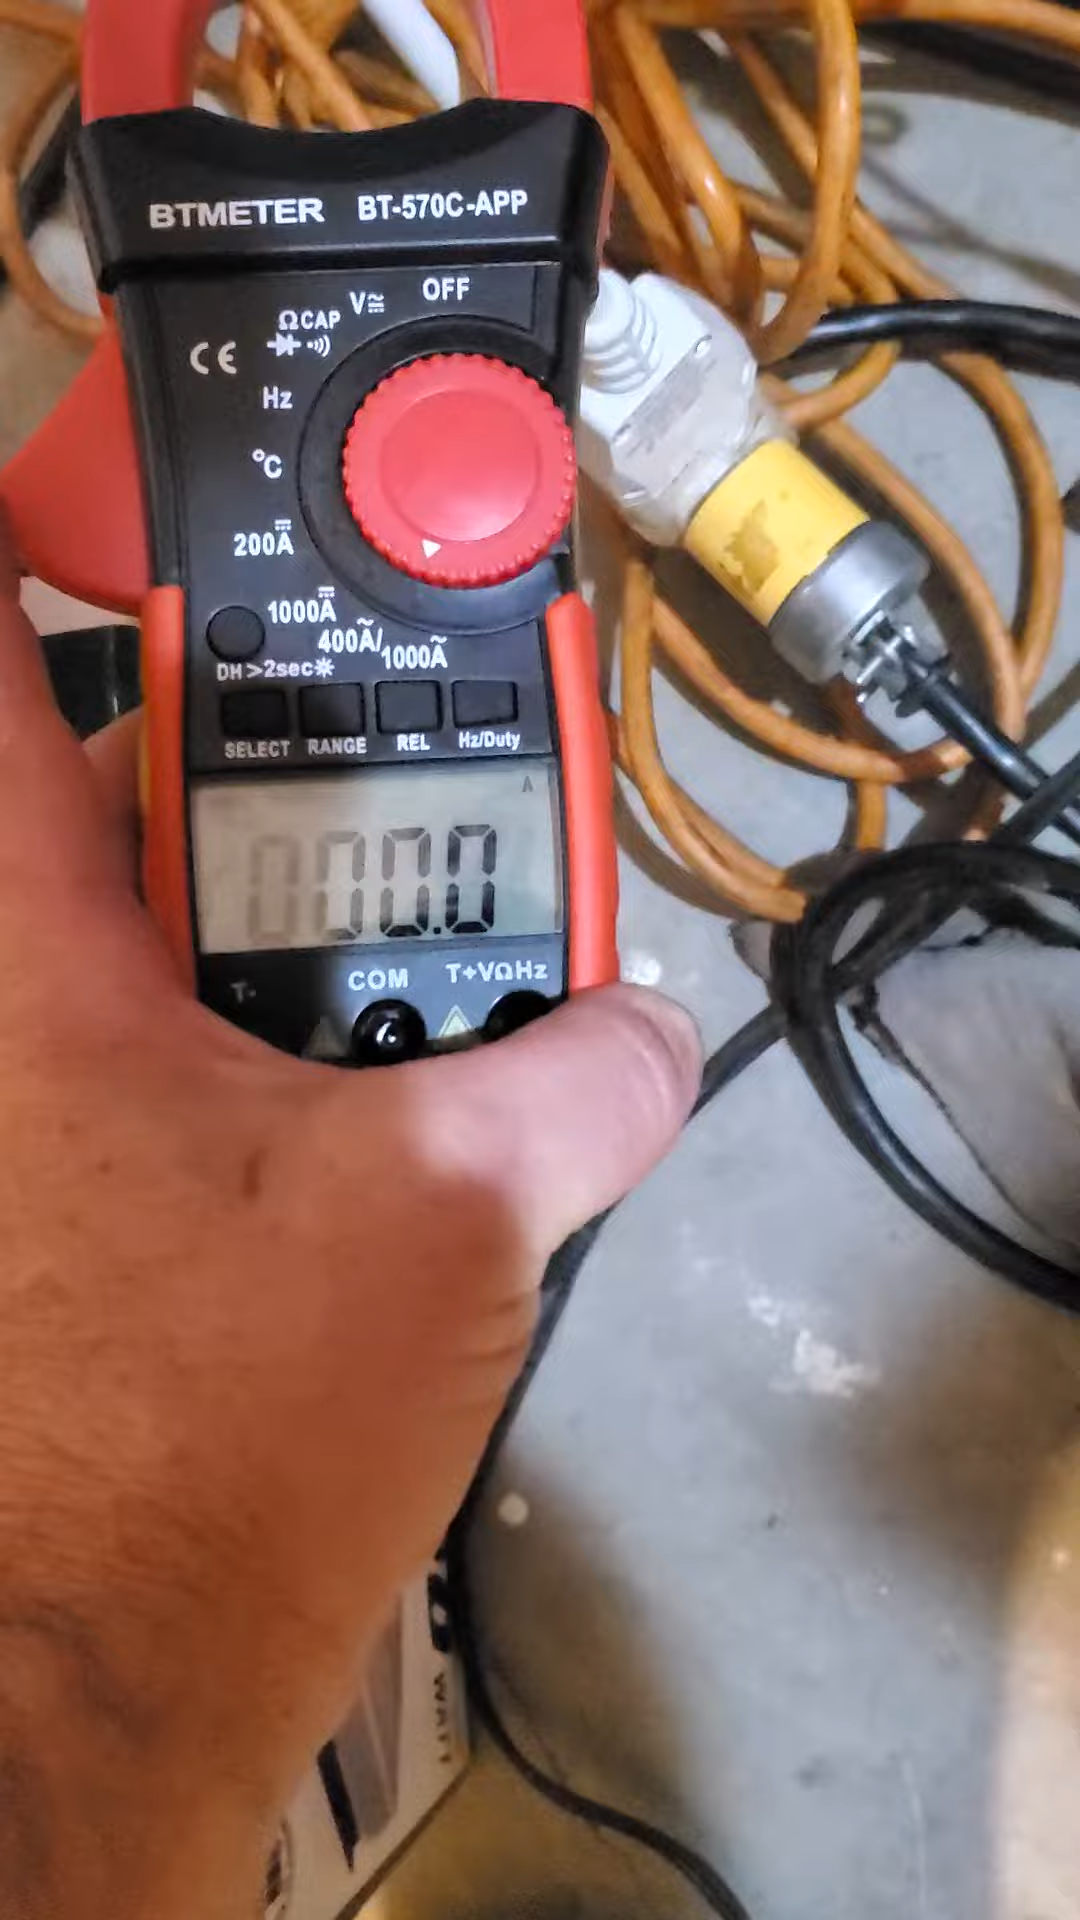 BTMETER BT-570C-APP
OFF
V≂
ΩCAP
CE
Hz
°C
200A
1000A
400A~/1000A~
DH >2sec
SELECT RANGE REL Hz/Duty
A
000.0
COM T+VΩHz
T-
WATT